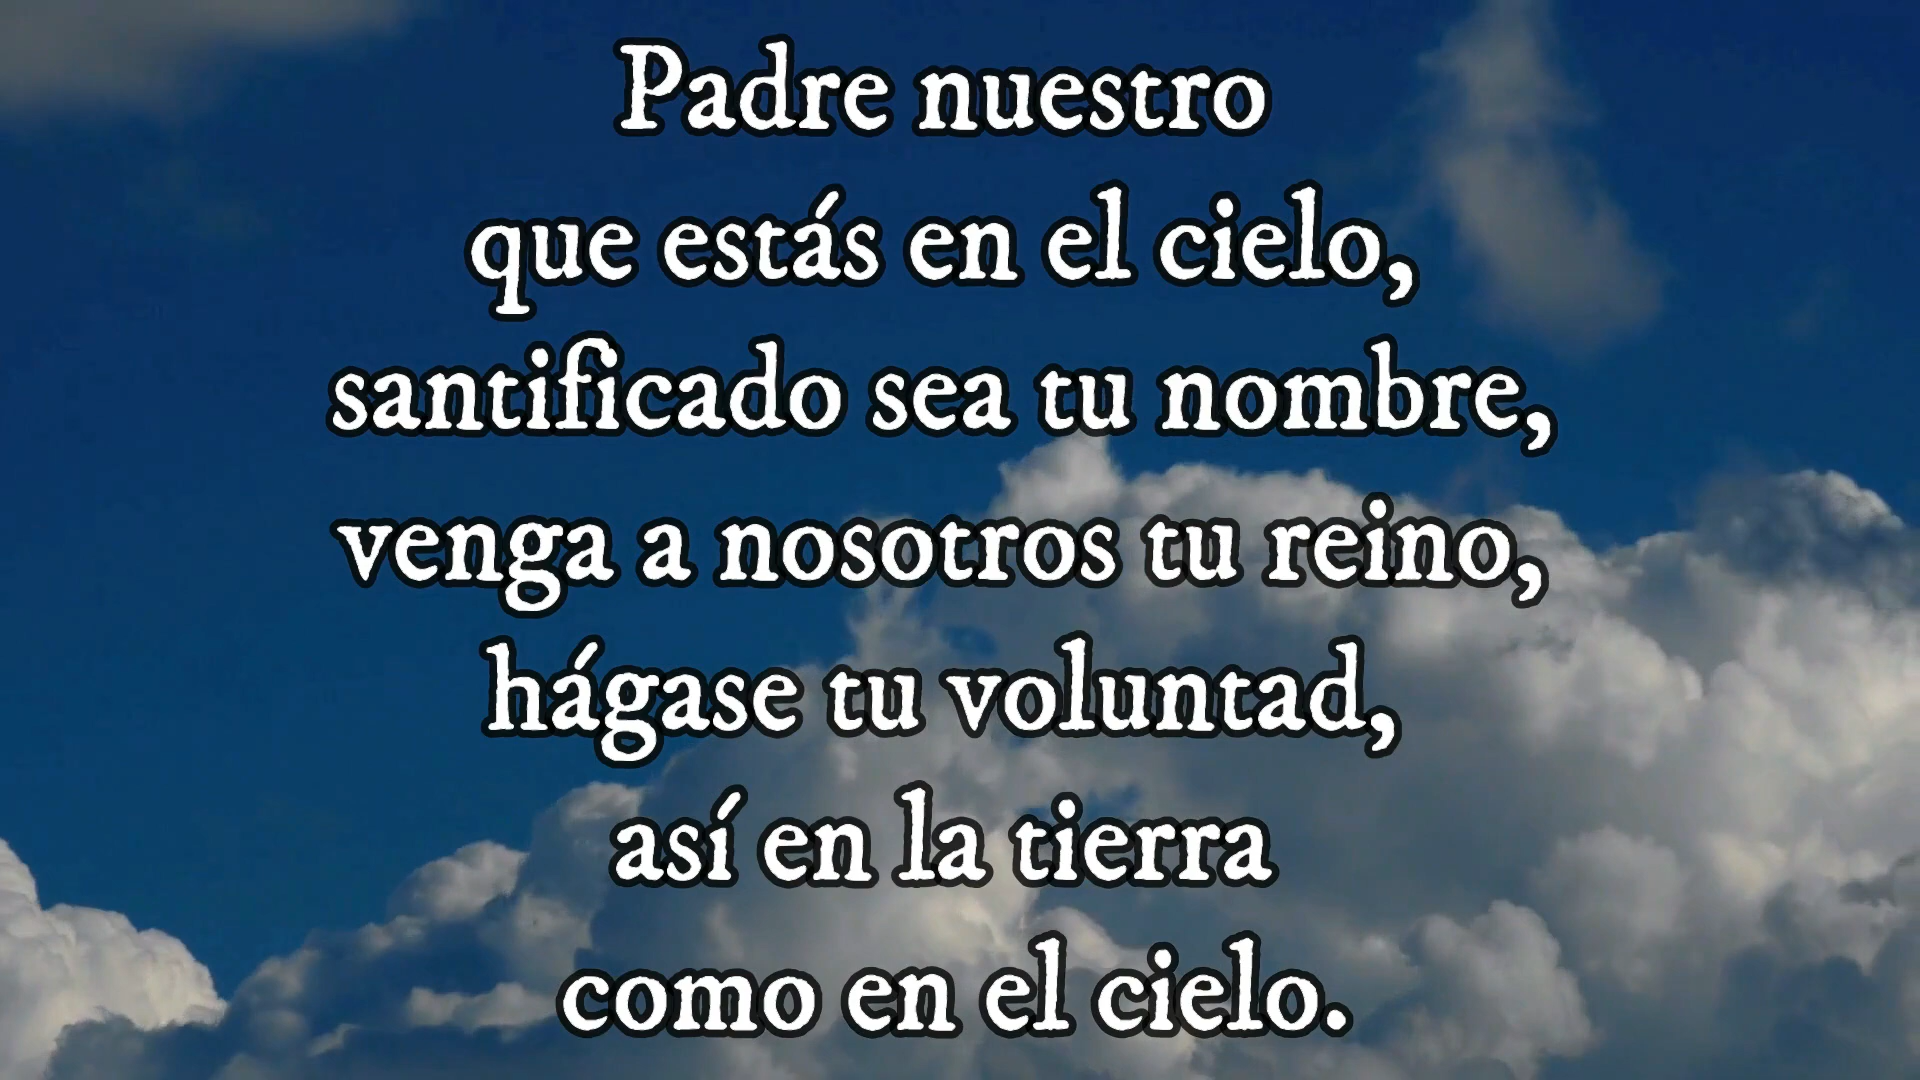 Padre nuestro
que estás en el cielo,
santificado sea tu nombre,
venga a nosotros tu reino,
hágase tu voluntad,
así en la tierra
como en el cielo.